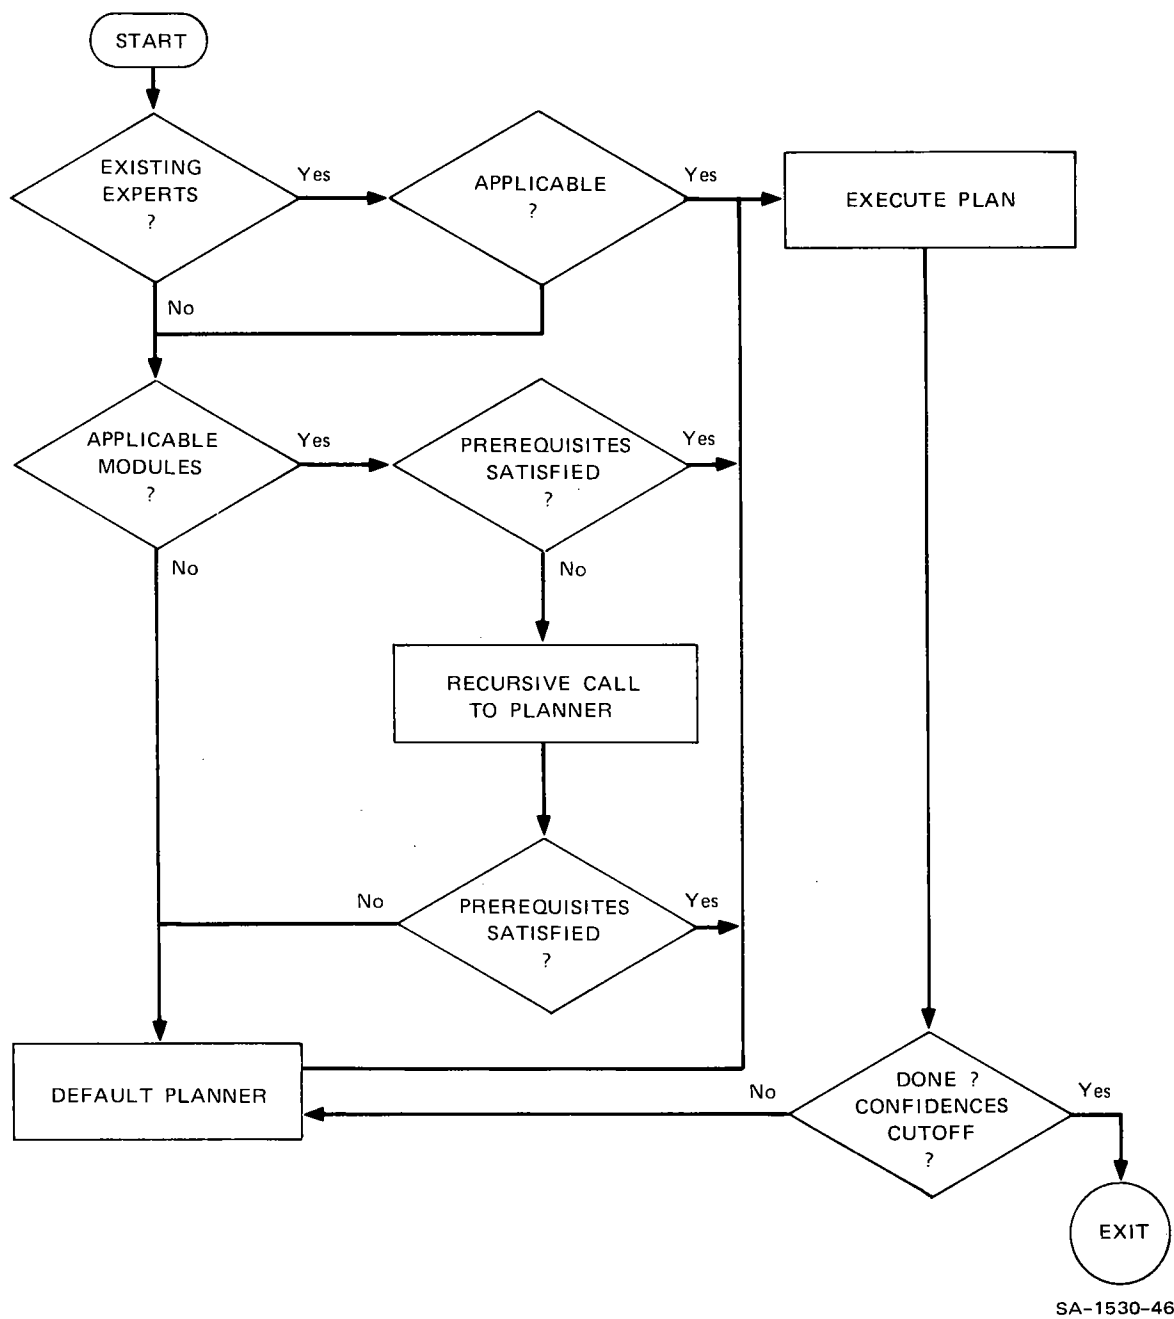 START
EXISTING
EXPERTS
?
Yes
APPLICABLE
?
Yes
EXECUTE PLAN
No
APPLICABLE
MODULES
?
Yes
PREREQUISITES
SATISFIED
?
Yes
No
No
RECURSIVE CALL
TO PLANNER
No
PREREQUISITES
SATISFIED
?
Yes
DEFAULT PLANNER
No
DONE ?
CONFIDENCES
CUTOFF
?
Yes
EXIT
SA-1530-46